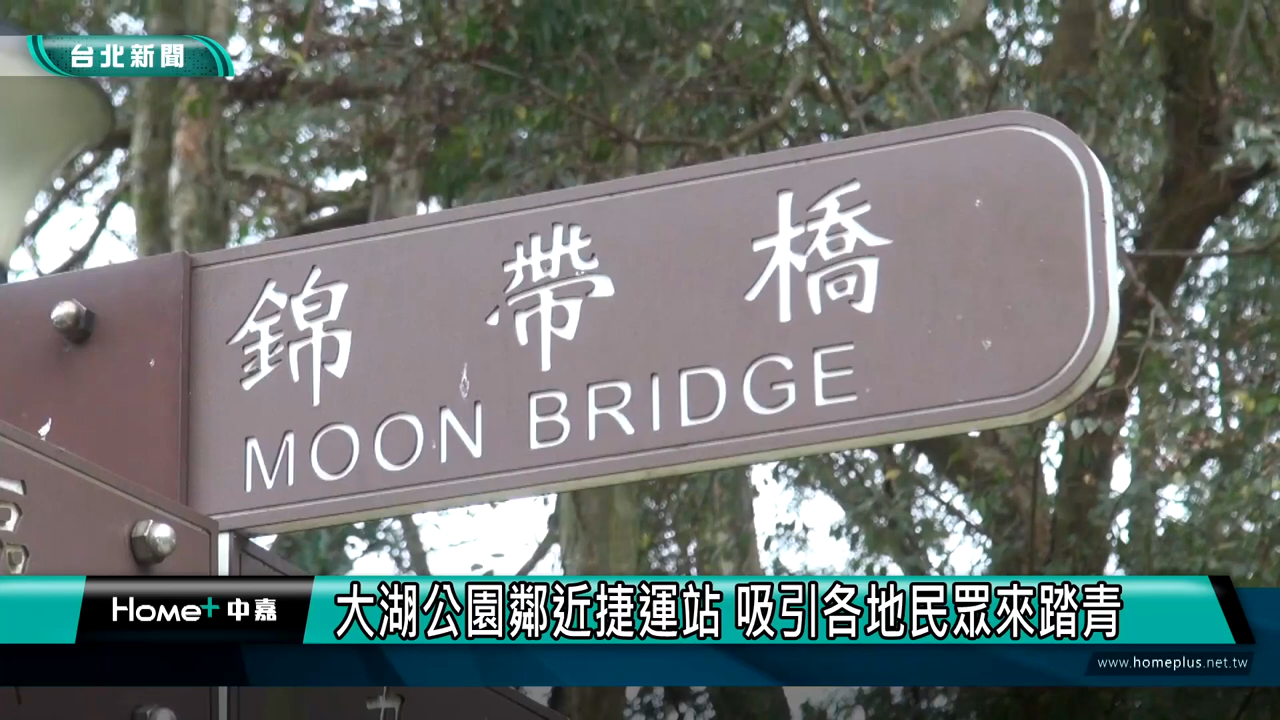 台北新聞
錦帶橋
MOON BRIDGE
Home+中嘉
大湖公園鄰近捷運站 吸引各地民眾來踏青
www.homeplus.net.tw